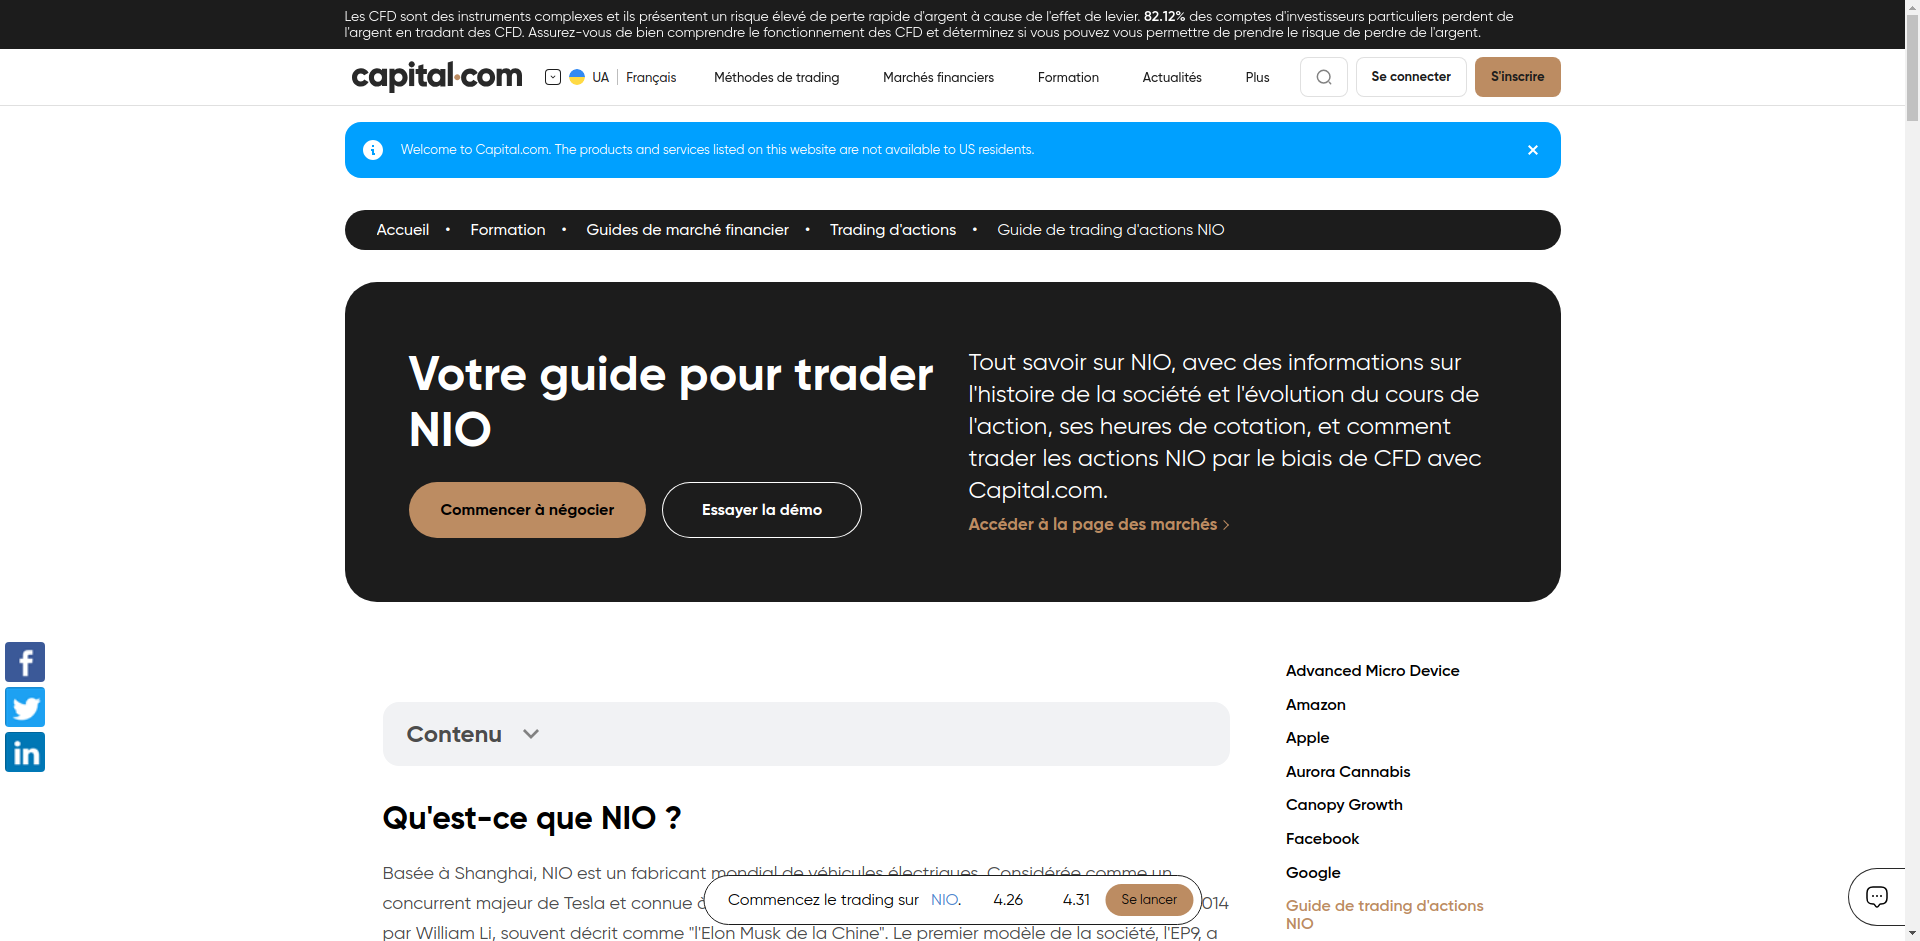 Les CFD sont des instruments complexes et ils présentent un risque élevé de perte rapide d'argent à cause de l'effet de levier. 82.12% des comptes d'investisseurs particuliers perdent de
l'argent en tradant des CFD. Assurez-vous de bien comprendre le fonctionnement des CFD et déterminez si vous pouvez vous permettre de prendre le risque de perdre de l'argent.
capital.com UA Français Méthodes de trading Marchés financiers Formation Actualités Plus Se connecter S'inscrire
Welcome to Capital.com. The products and services listed on this website are not available to US residents.
Accueil • Formation • Guides de marché financier • Trading d'actions • Guide de trading d'actions NIO
Votre guide pour trader
NIO
Commencer à négocier
Essayer la démo
Tout savoir sur NIO, avec des informations sur
l'histoire de la société et l'évolution du cours de
l'action, ses heures de cotation, et comment
trader les actions NIO par le biais de CFD avec
Capital.com.
Accéder à la page des marchés
Contenu
Qu'est-ce que NIO ?
Basée à Shanghai, NIO est un fabricant mondial de véhicules électriques. Considérée comme un
concurrent majeur de Tesla et connue 014
par William Li, souvent décrit comme "l'Elon Musk de la Chine". Le premier modèle de la société, l'EP9, a
Commencez le trading sur NIO. 4.26 4.31 Se lancer
Advanced Micro Device
Amazon
Apple
Aurora Cannabis
Canopy Growth
Facebook
Google
Guide de trading d'actions
NIO